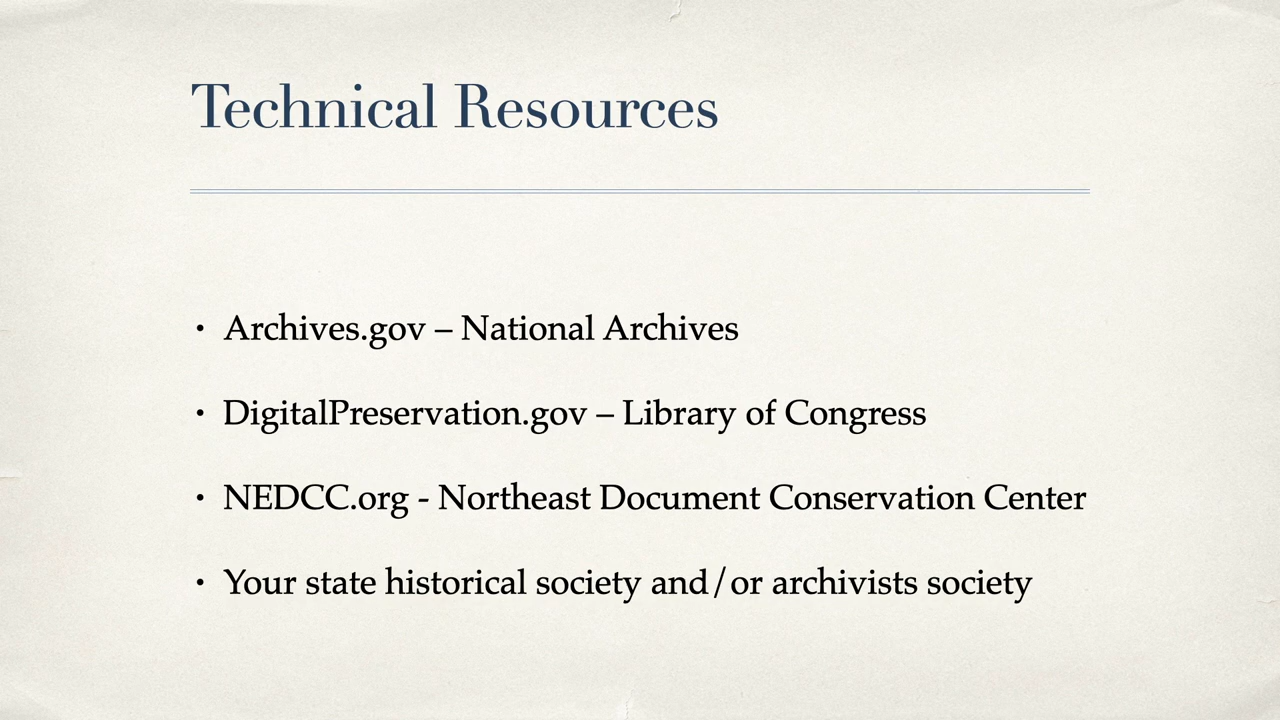 Technical Resources
• Archives.gov – National Archives
• DigitalPreservation.gov – Library of Congress
• NEDCC.org - Northeast Document Conservation Center
• Your state historical society and/or archivists society